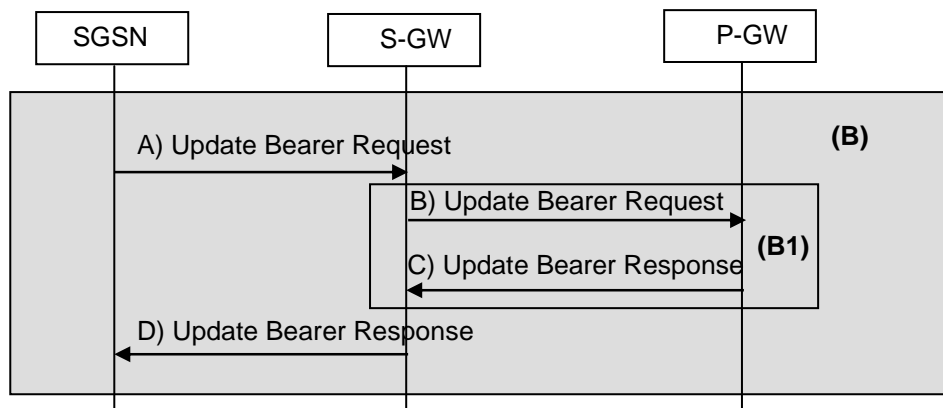 SGSN
S-GW
P-GW
(B)
A) Update Bearer Request
B) Update Bearer Request
(B1)
C) Update Bearer Response
D) Update Bearer Response